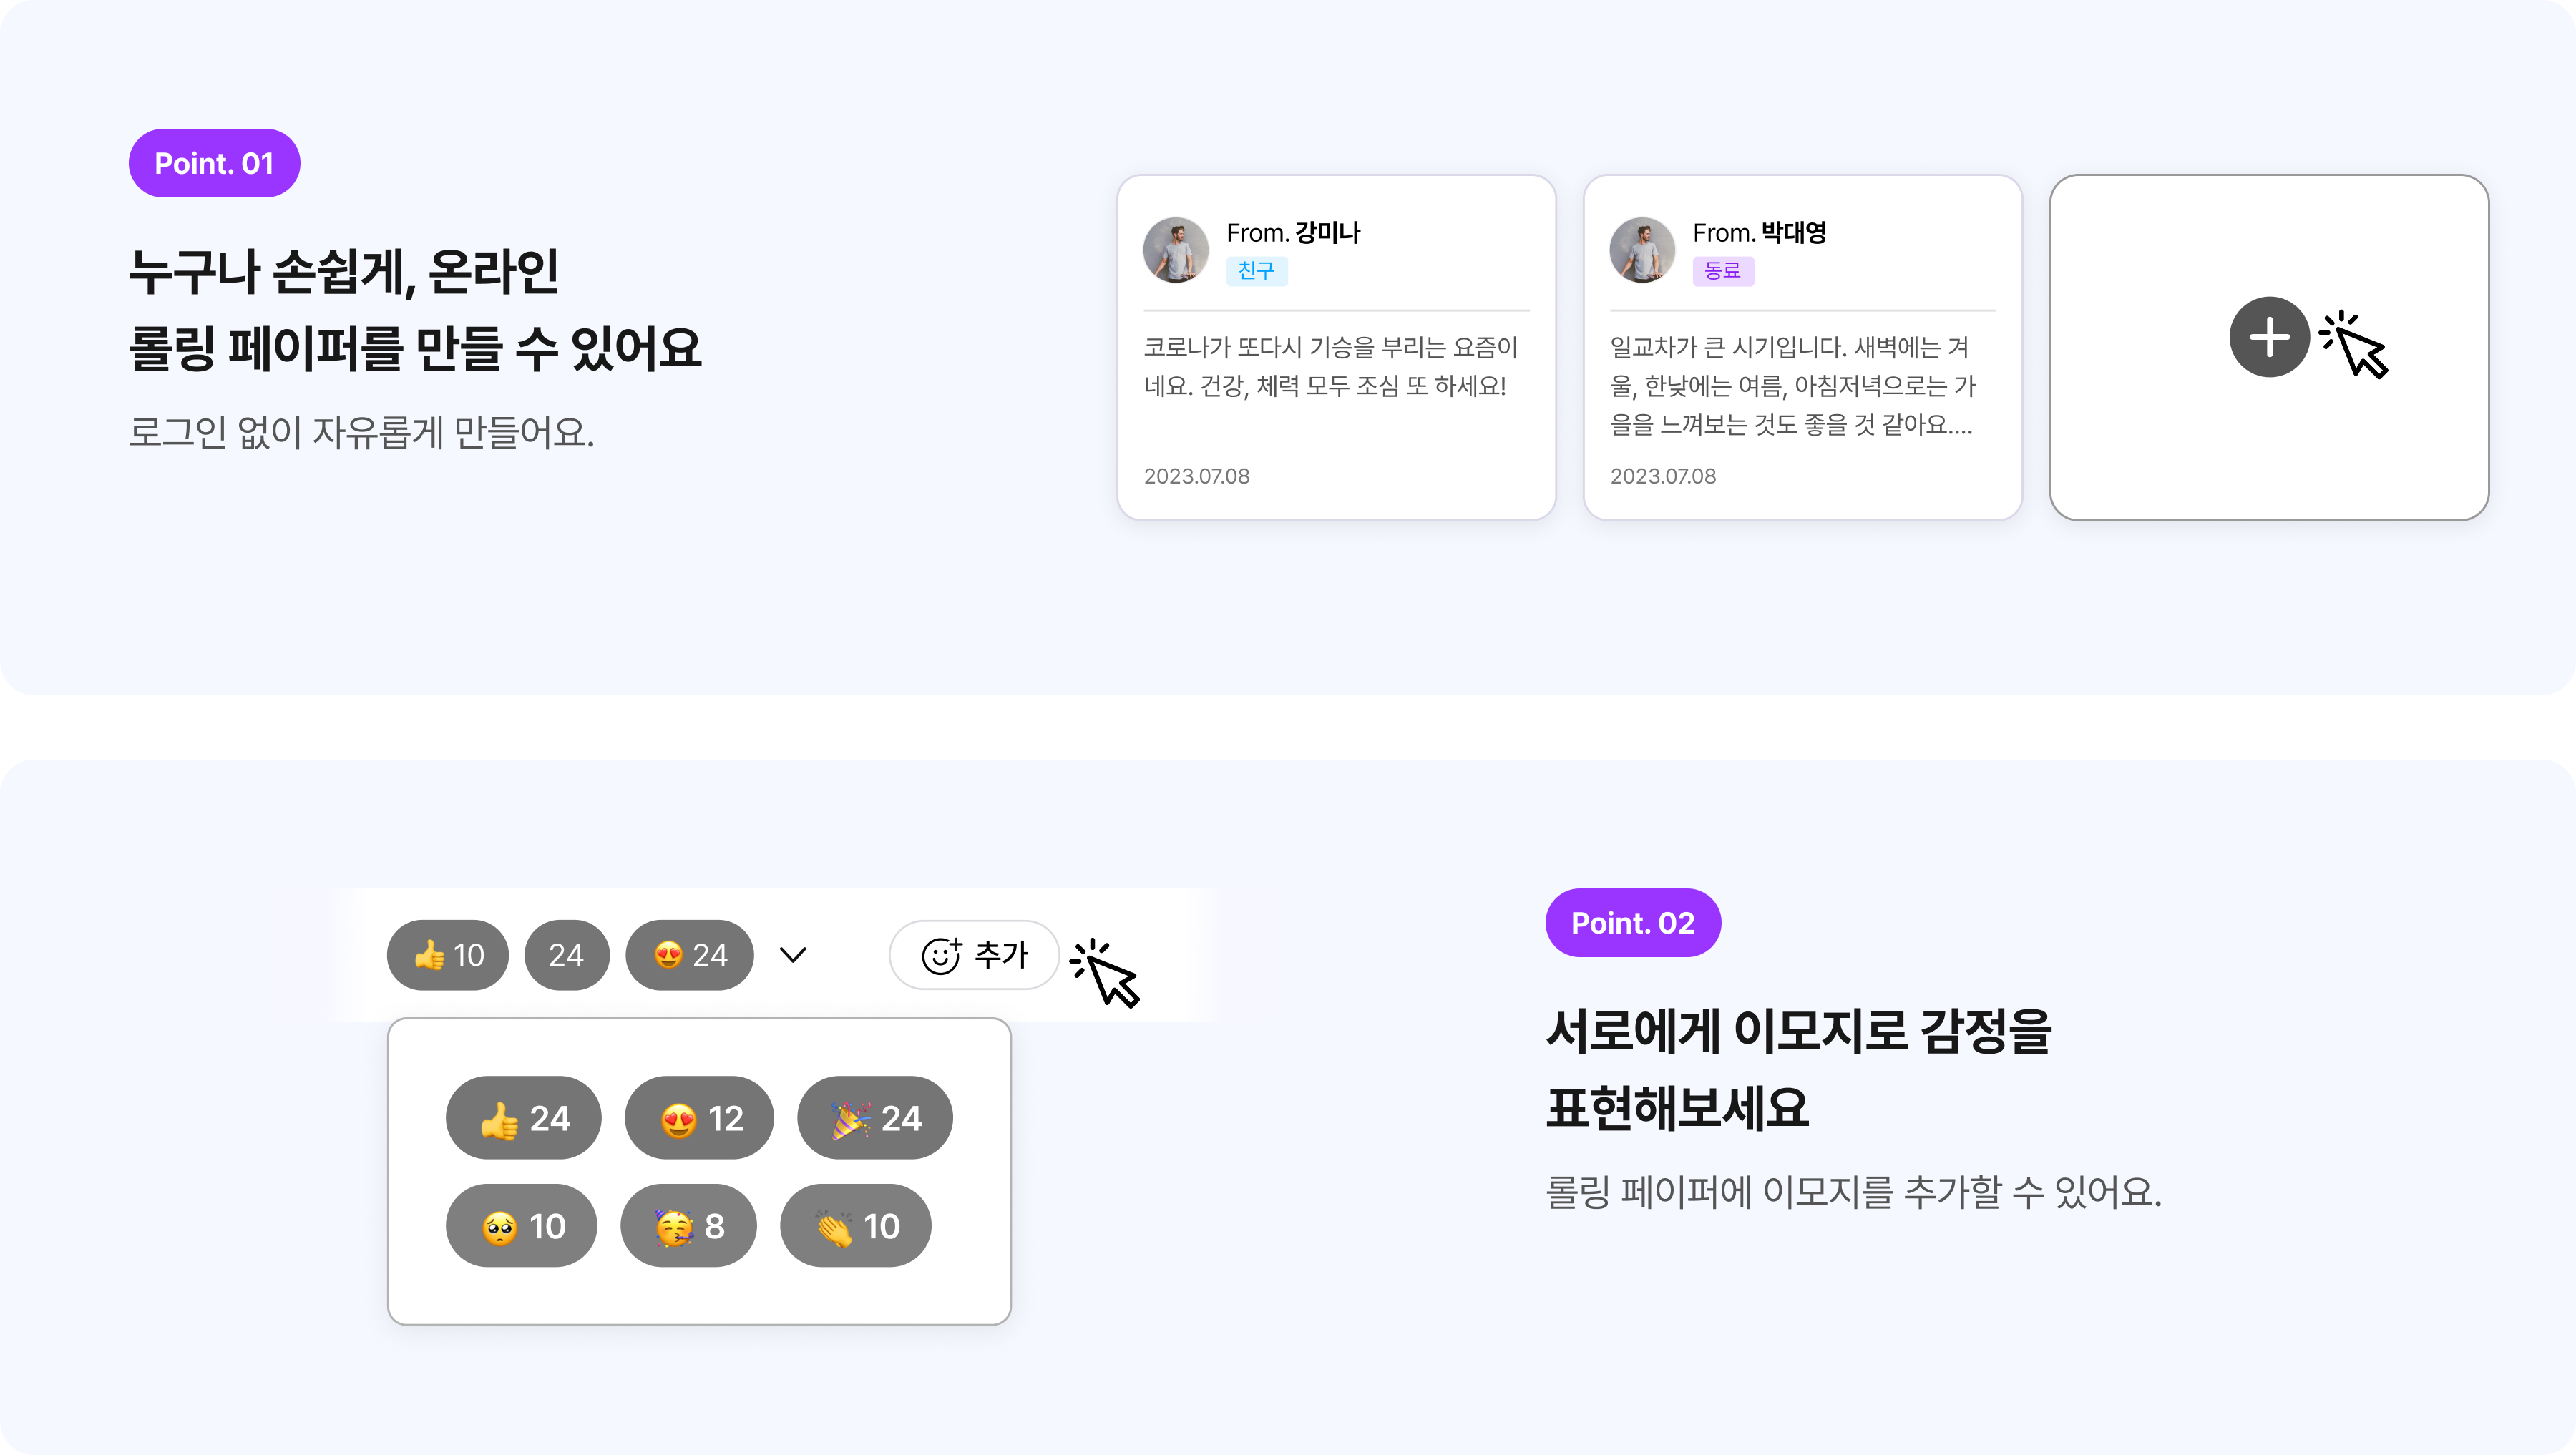 Point. 01
누구나 손쉽게, 온라인
롤링 페이퍼를 만들 수 있어요
로그인 없이 자유롭게 만들어요.
From. 강미나
친구
코로나가 또다시 기승을 부리는 요즘이
네요. 건강, 체력 모두 조심 또 하세요!
2023.07.08
From. 박대영
동료
일교차가 큰 시기입니다. 새벽에는 겨
울, 한낮에는 여름, 아침저녁으로는 가
을을 느껴보는 것도 좋을 것 같아요....
2023.07.08
👍 10 24 😍 24 추가
👍 24 😍 12 🎉 24
🥺 10 🥳 8 👏 10
Point. 02
서로에게 이모지로 감정을
표현해보세요
롤링 페이퍼에 이모지를 추가할 수 있어요.